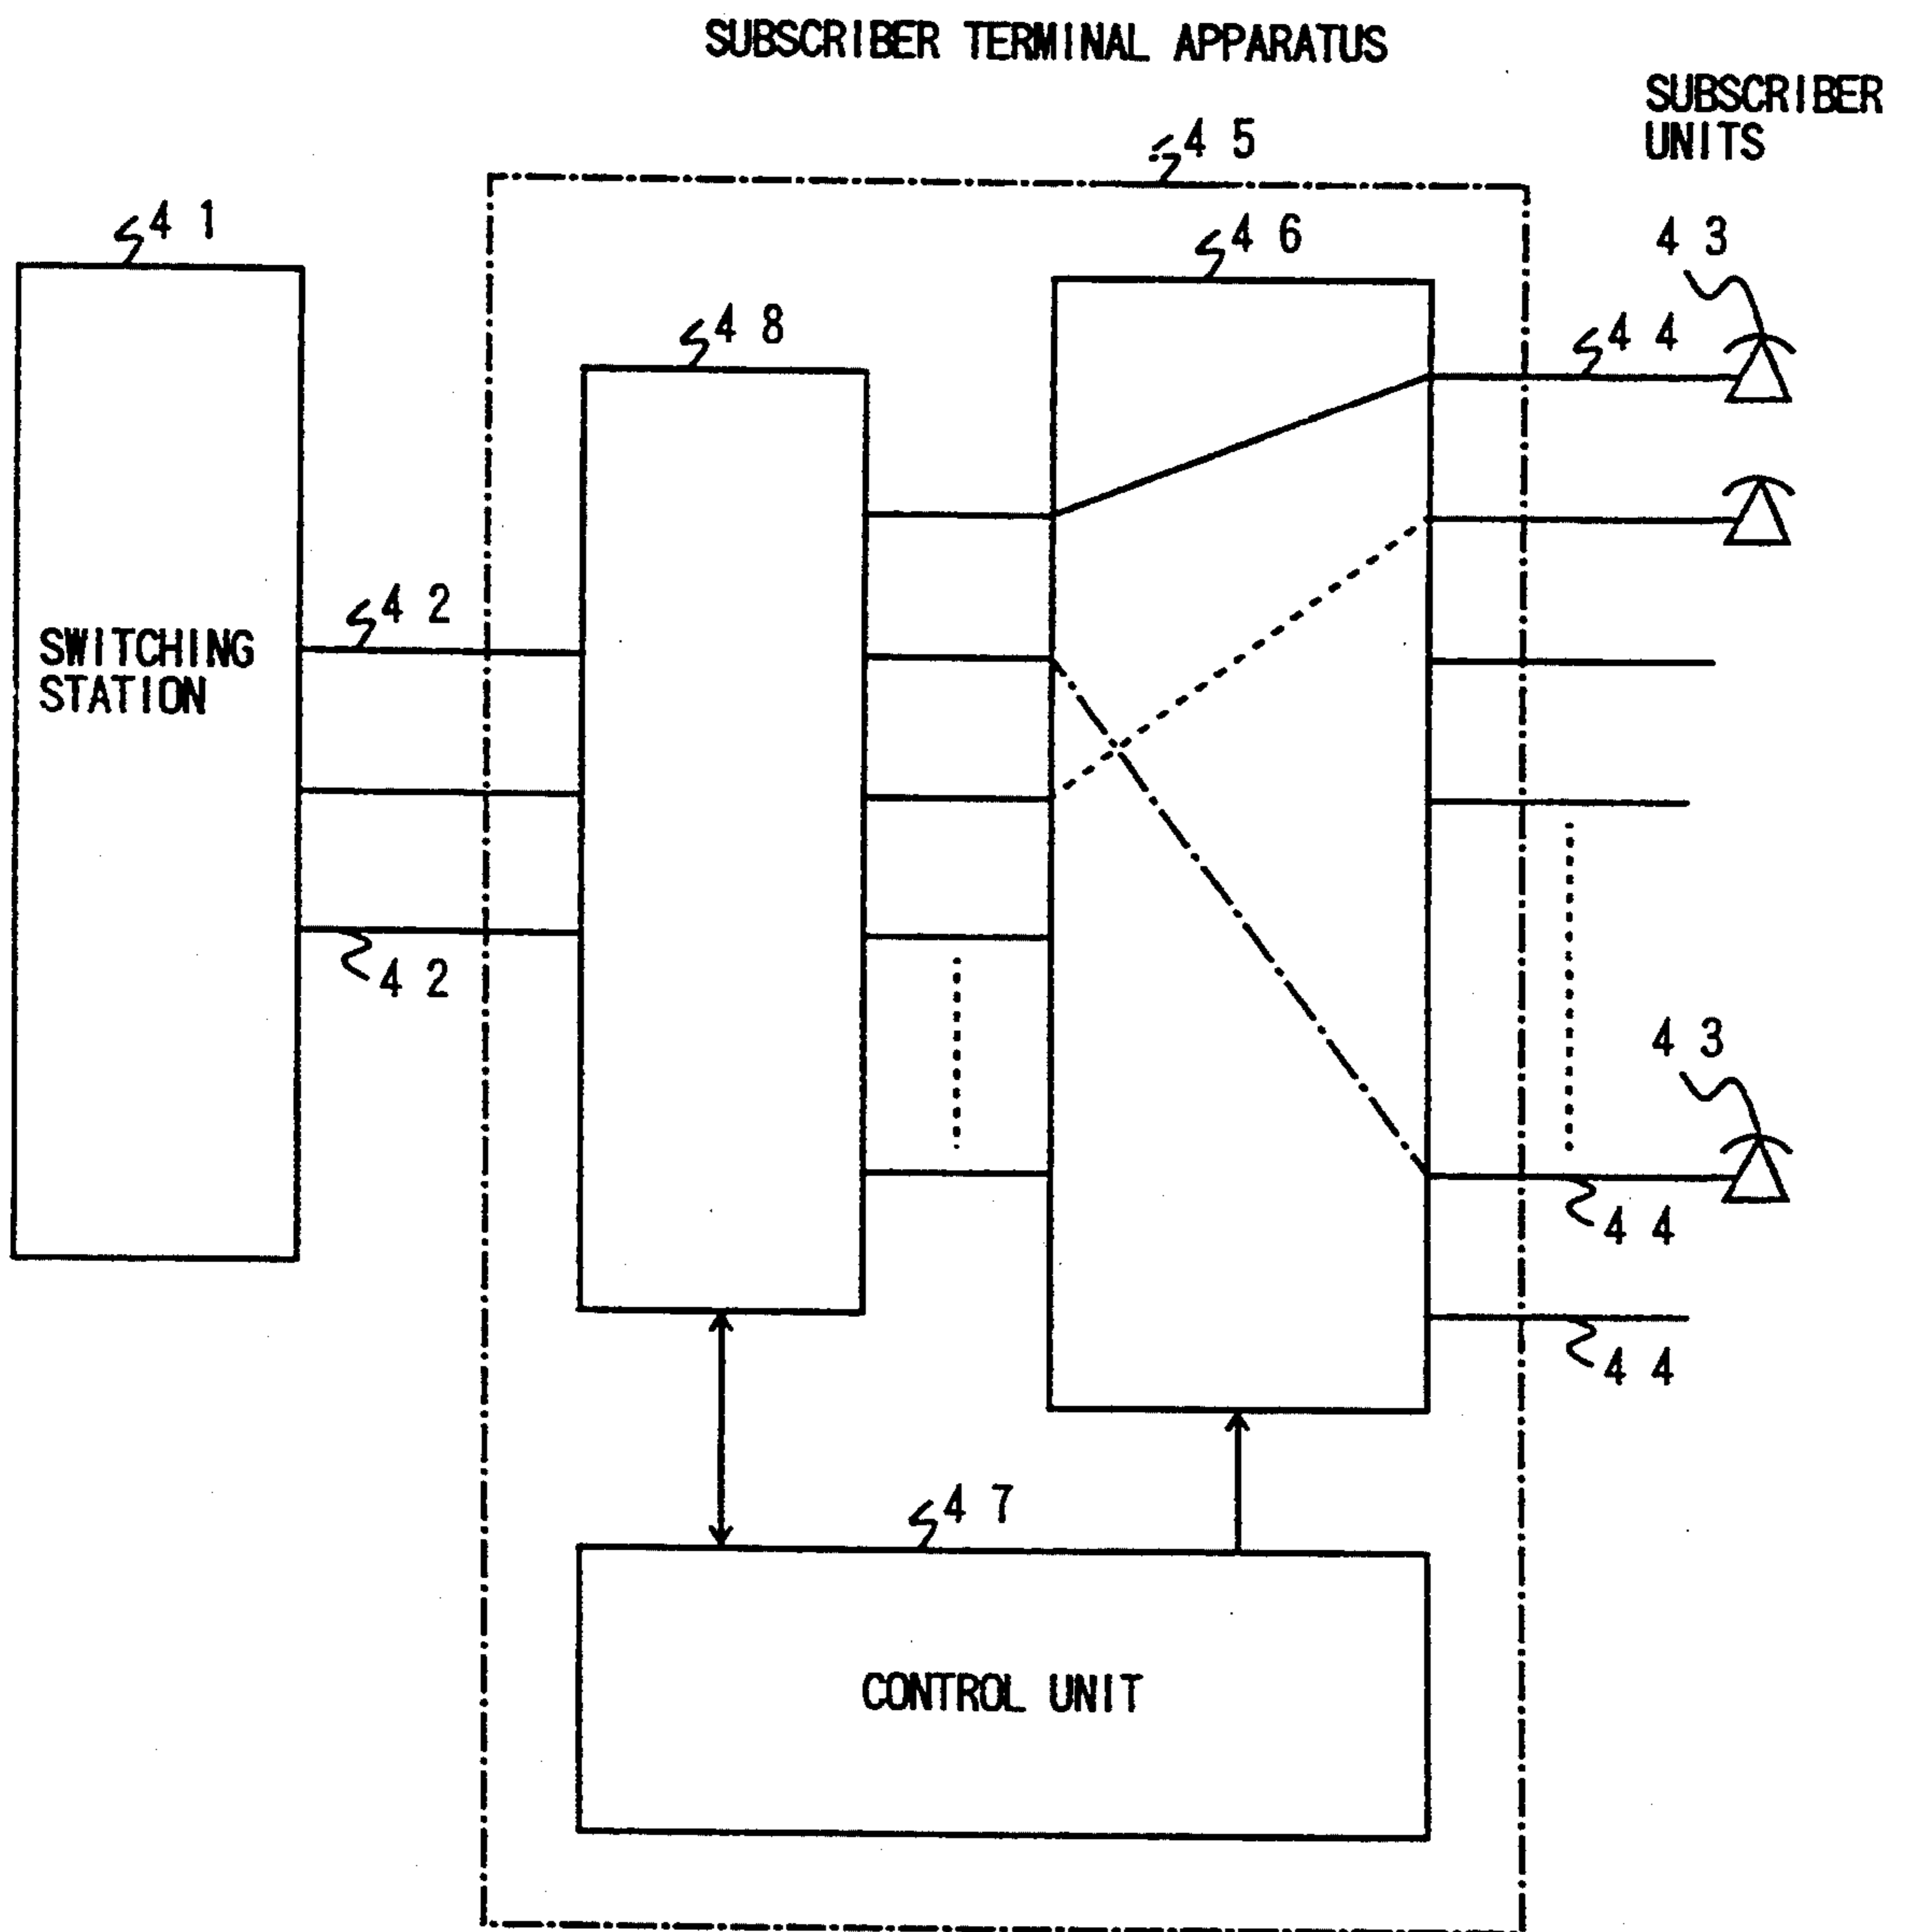 SUBSCRIBER TERMINAL APPARATUS
SUBSCRIBER
UNITS
45
41
46
43
48
44
42
SWITCHING
STATION
42
43
44
44
47
CONTROL UNIT